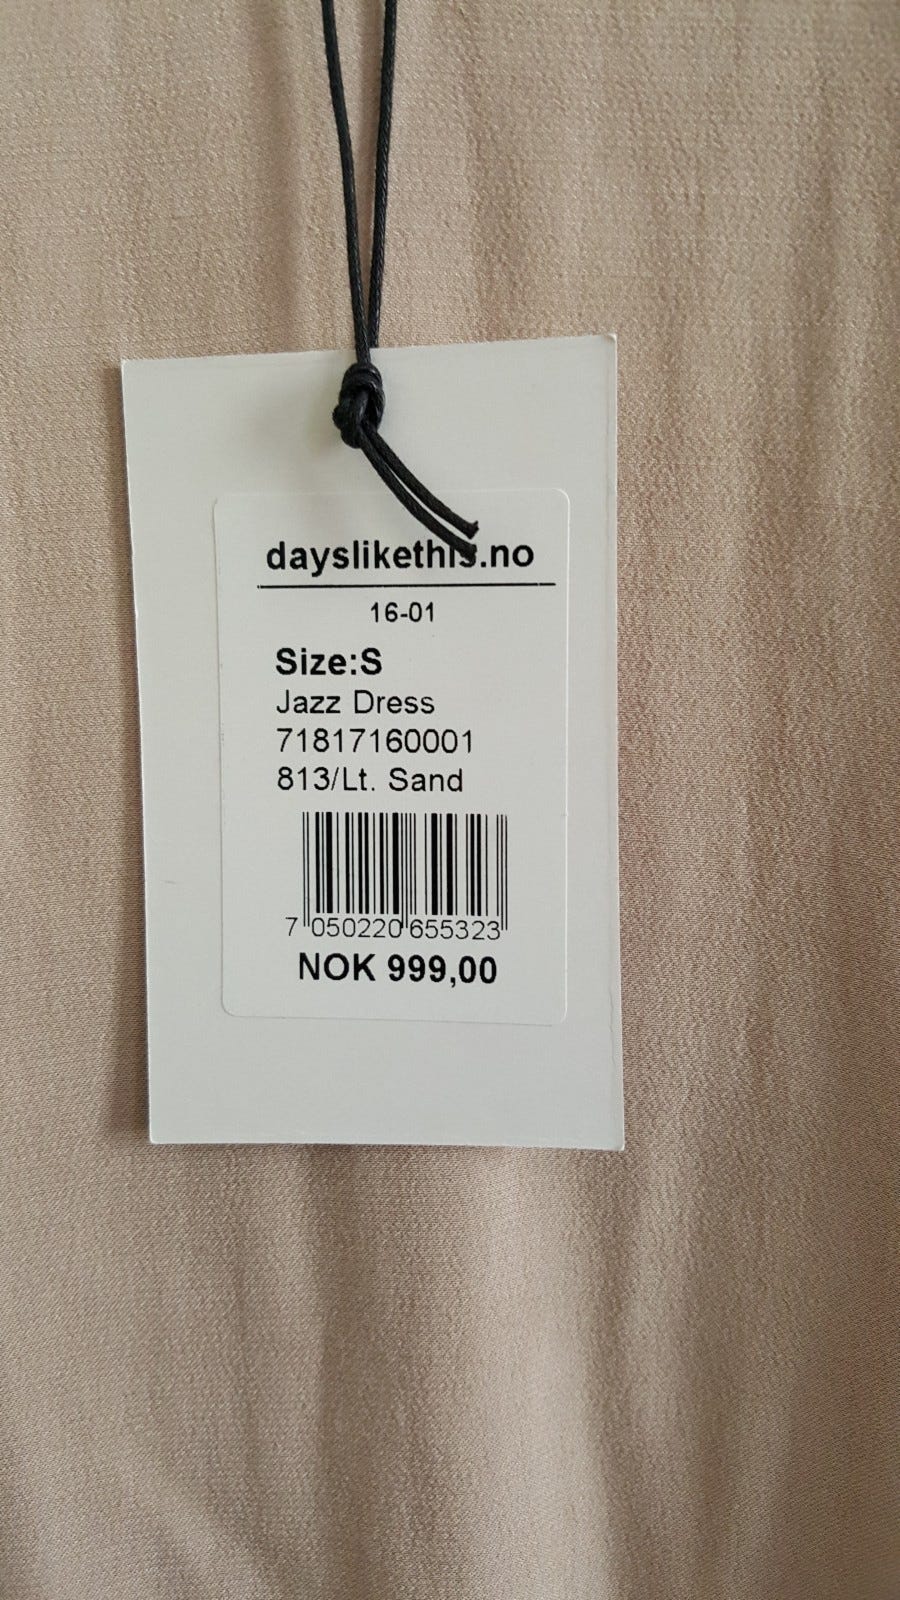 dayslikethis.no
16-01
Size:S
Jazz Dress
71817160001
813/Lt. Sand
7 050220 655323
NOK 999,00